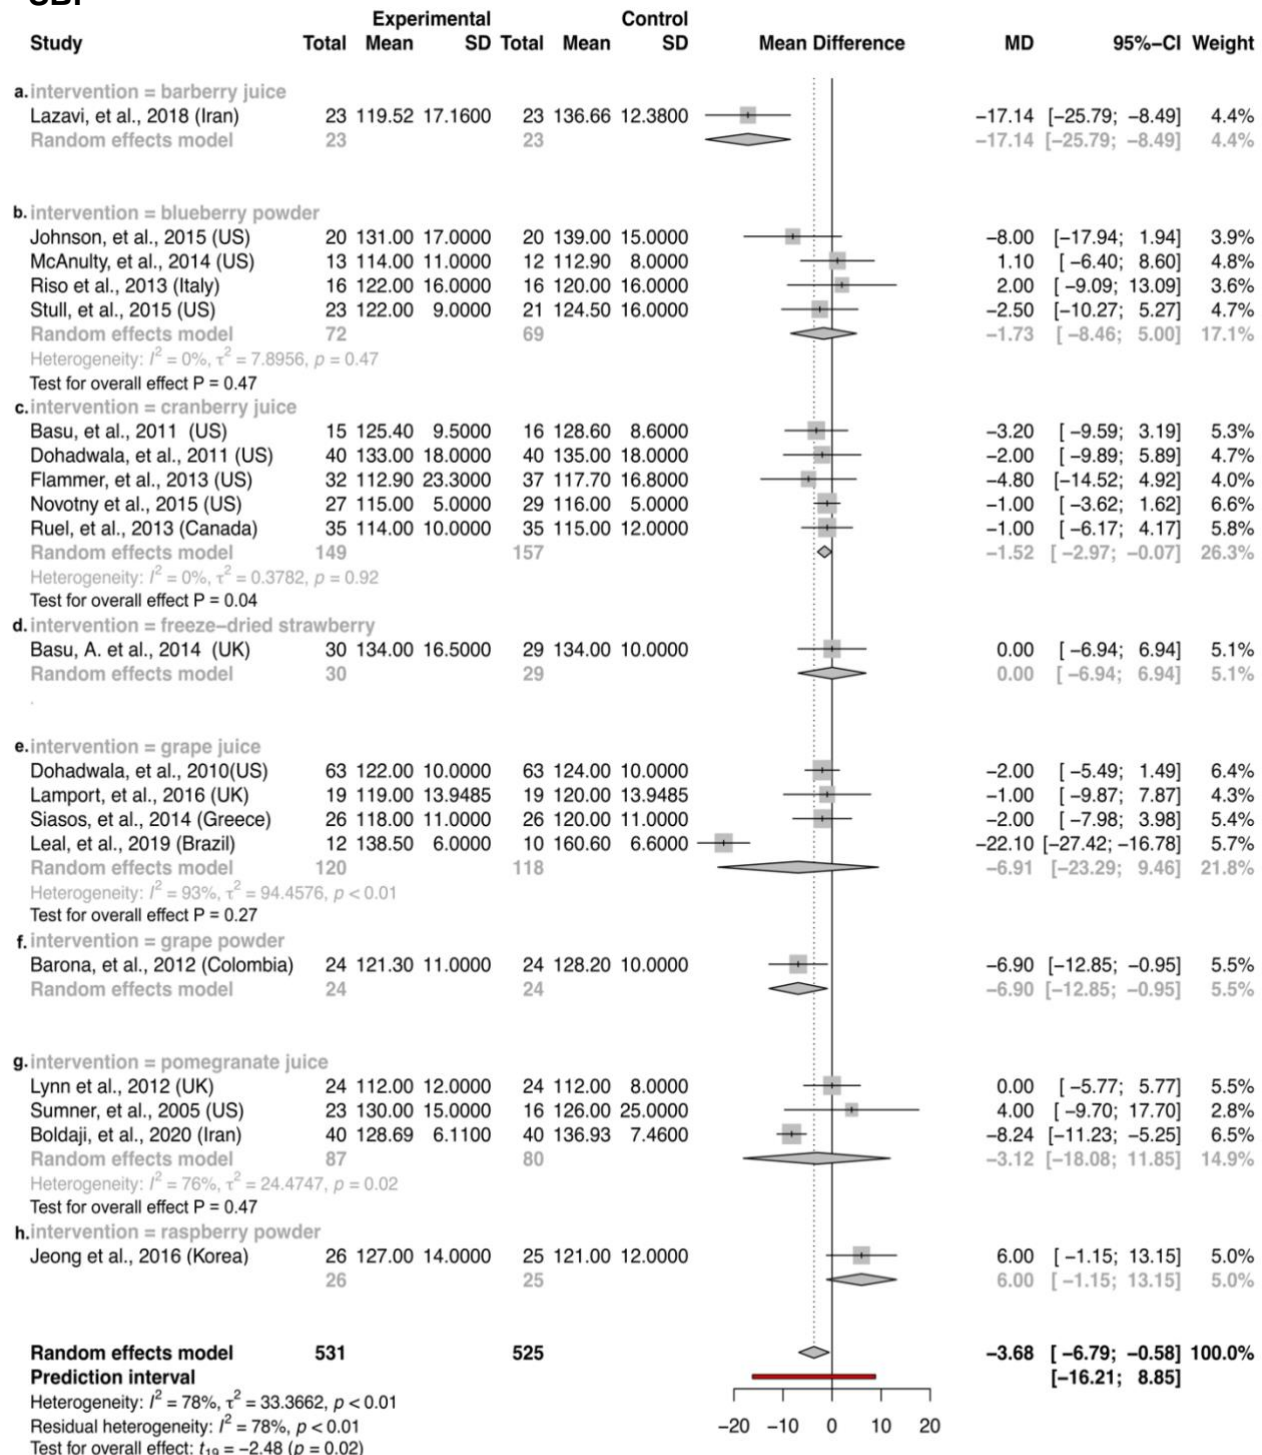 Experimental Control
Study Total Mean SD Total Mean SD Mean Difference MD 95%–CI Weight
a. intervention = barberry juice
Lazavi, et al., 2018 (Iran) 23 119.52 17.1600 23 136.66 12.3800 −17.14 [−25.79; −8.49] 4.4%
Random effects model 23 23 −17.14 [−25.79; −8.49] 4.4%
b. intervention = blueberry powder
Johnson, et al., 2015 (US) 20 131.00 17.0000 20 139.00 15.0000 −8.00 [−17.94; 1.94] 3.9%
McAnulty, et al., 2014 (US) 13 114.00 11.0000 12 112.90 8.0000 1.10 [ −6.40; 8.60] 4.8%
Riso et al., 2013 (Italy) 16 122.00 16.0000 16 120.00 16.0000 2.00 [ −9.09; 13.09] 3.6%
Stull, et al., 2015 (US) 23 122.00 9.0000 21 124.50 16.0000 −2.50 [−10.27; 5.27] 4.7%
Random effects model 72 69 −1.73 [ −8.46; 5.00] 17.1%
Heterogeneity: I² = 0%, τ² = 7.8956, p = 0.47
Test for overall effect P = 0.47
c. intervention = cranberry juice
Basu, et al., 2011 (US) 15 125.40 9.5000 16 128.60 8.6000 −3.20 [ −9.59; 3.19] 5.3%
Dohadwala, et al., 2011 (US) 40 133.00 18.0000 40 135.00 18.0000 −2.00 [ −9.89; 5.89] 4.7%
Flammer, et al., 2013 (US) 32 112.90 23.3000 37 117.70 16.8000 −4.80 [−14.52; 4.92] 4.0%
Novotny et al., 2015 (US) 27 115.00 5.0000 29 116.00 5.0000 −1.00 [ −3.62; 1.62] 6.6%
Ruel, et al., 2013 (Canada) 35 114.00 10.0000 35 115.00 12.0000 −1.00 [ −6.17; 4.17] 5.8%
Random effects model 149 157 −1.52 [ −2.97; −0.07] 26.3%
Heterogeneity: I² = 0%, τ² = 0.3782, p = 0.92
Test for overall effect P = 0.04
d. intervention = freeze–dried strawberry
Basu, A. et al., 2014 (UK) 30 134.00 16.5000 29 134.00 10.0000 0.00 [ −6.94; 6.94] 5.1%
Random effects model 30 29 0.00 [ −6.94; 6.94] 5.1%
e. intervention = grape juice
Dohadwala, et al., 2010(US) 63 122.00 10.0000 63 124.00 10.0000 −2.00 [ −5.49; 1.49] 6.4%
Lamport, et al., 2016 (UK) 19 119.00 13.9485 19 120.00 13.9485 −1.00 [ −9.87; 7.87] 4.3%
Siasos, et al., 2014 (Greece) 26 118.00 11.0000 26 120.00 11.0000 −2.00 [ −7.98; 3.98] 5.4%
Leal, et al., 2019 (Brazil) 12 138.50 6.0000 10 160.60 6.6000 −22.10 [−27.42; −16.78] 5.7%
Random effects model 120 118 −6.91 [−23.29; 9.46] 21.8%
Heterogeneity: I² = 93%, τ² = 94.4576, p < 0.01
Test for overall effect P = 0.27
f. intervention = grape powder
Barona, et al., 2012 (Colombia) 24 121.30 11.0000 24 128.20 10.0000 −6.90 [−12.85; −0.95] 5.5%
Random effects model 24 24 −6.90 [−12.85; −0.95] 5.5%
g. intervention = pomegranate juice
Lynn et al., 2012 (UK) 24 112.00 12.0000 24 112.00 8.0000 0.00 [ −5.77; 5.77] 5.5%
Sumner, et al., 2005 (US) 23 130.00 15.0000 16 126.00 25.0000 4.00 [ −9.70; 17.70] 2.8%
Boldaji, et al., 2020 (Iran) 40 128.69 6.1100 40 136.93 7.4600 −8.24 [−11.23; −5.25] 6.5%
Random effects model 87 80 −3.12 [−18.08; 11.85] 14.9%
Heterogeneity: I² = 76%, τ² = 24.4747, p = 0.02
Test for overall effect P = 0.47
h. intervention = raspberry powder
Jeong et al., 2016 (Korea) 26 127.00 14.0000 25 121.00 12.0000 6.00 [ −1.15; 13.15] 5.0%
26 25 6.00 [ −1.15; 13.15] 5.0%
Random effects model 531 525 −3.68 [ −6.79; −0.58] 100.0%
Prediction interval [−16.21; 8.85]
Heterogeneity: I² = 78%, τ² = 33.3662, p < 0.01
Residual heterogeneity: I² = 78%, p < 0.01
−20 −10 0 10 20
Test for overall effect: t₁₉ = −2.48 (p = 0.02)